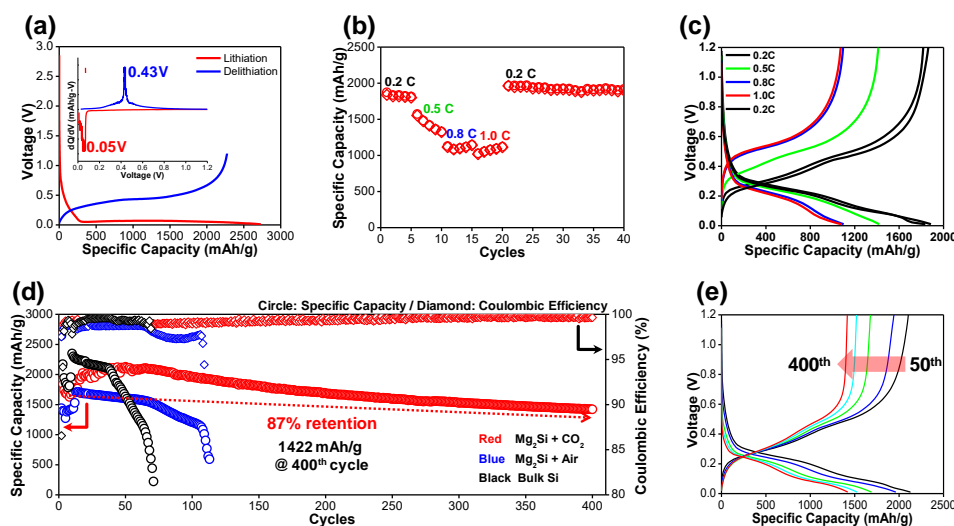 (a)
3.0
2.5
2.0
1.5
1.0
0.5
0.0
Voltage (V)
0 500 1000 1500 2000 2500 3000
Specific Capacity (mAh/g)
Lithiation
Delithiation
dQ/dV (mAh/g -V)
0.43V
0.05V
0.0 0.2 0.4 0.6 0.8 1.0 1.2
Voltage (V)
(b)
2500
2000
1500
1000
500
0
Specific Capacity (mAh/g)
0.2 C
0.5 C
0.8 C
1.0 C
0.2 C
0 5 10 15 20 25 30 35 40
Cycles
(c)
1.2
1.0
0.8
0.6
0.4
0.2
0.0
Voltage (V)
0.2C
0.5C
0.8C
1.0C
0.2C
0 400 800 1200 1600 2000
Specific Capacity (mAh/g)
(d)
Circle: Specific Capacity / Diamond: Coulombic Efficiency
3000
2500
2000
1500
1000
500
0
Specific Capacity (mAh/g)
100
95
90
85
80
Coulombic Efficiency (%)
87% retention
1422 mAh/g
@ 400th cycle
Red Mg2Si + CO2
Blue Mg2Si + Air
Black Bulk Si
0 50 100 150 200 250 300 350 400
Cycles
(e)
1.2
1.0
0.8
0.6
0.4
0.2
0.0
Voltage (V)
400th
50th
0 500 1000 1500 2000 2500
Specific Capacity (mAh/g)